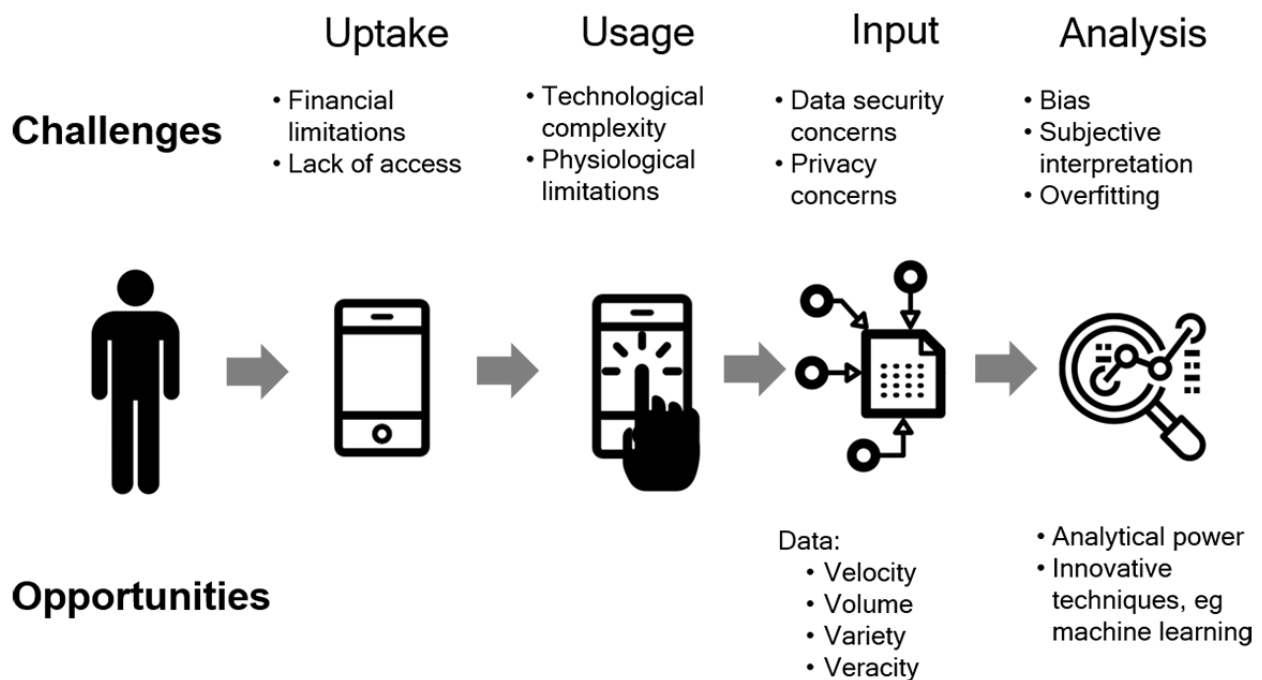 Uptake
Usage
Input
Analysis
Challenges
• Financial
limitations
• Lack of access
• Technological
complexity
• Physiological
limitations
• Data security
concerns
• Privacy
concerns
• Bias
• Subjective
interpretation
• Overfitting
Opportunities
Data:
• Velocity
• Volume
• Variety
• Veracity
• Analytical power
• Innovative
techniques, eg
machine learning